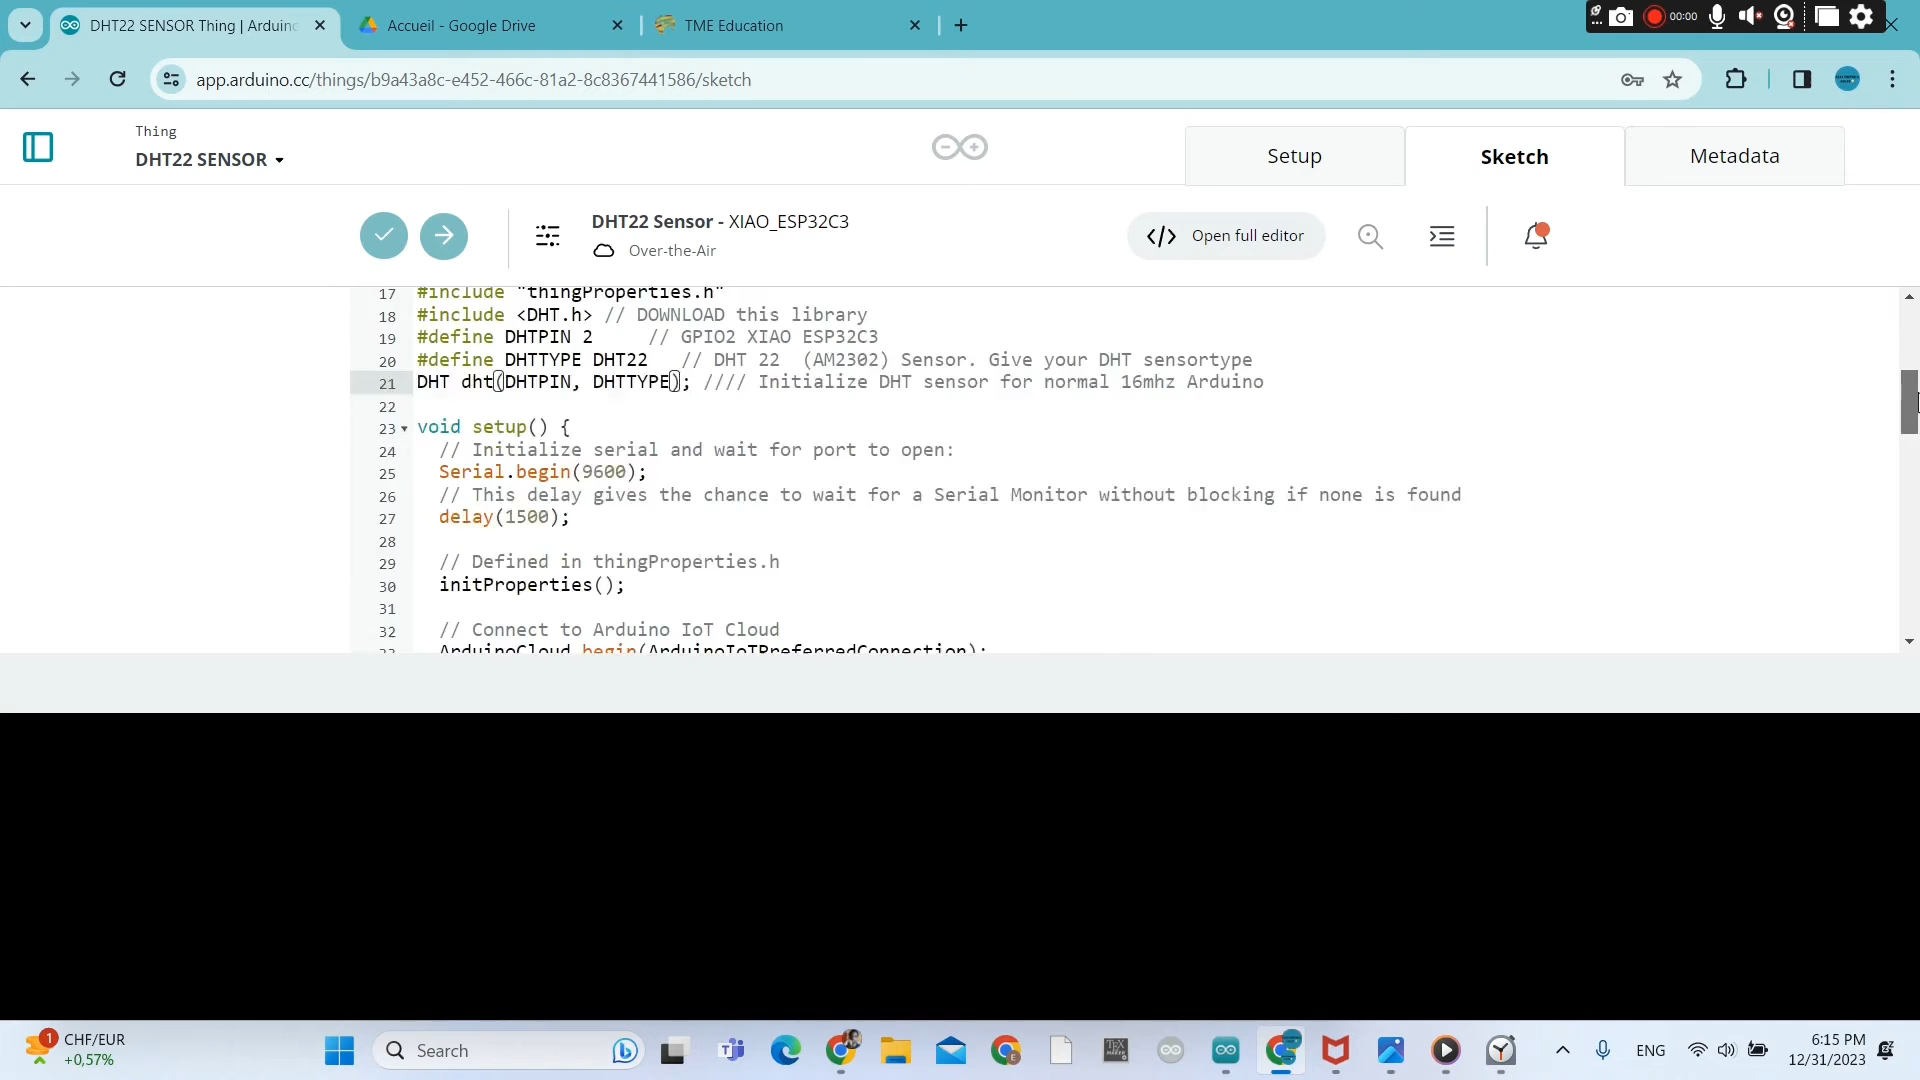 DHT22 SENSOR Thing | Arduino
Accueil - Google Drive
TME Education
00:00
app.arduino.cc/things/b9a43a8c-e452-466c-81a2-8c8367441586/sketch
Thing
DHT22 SENSOR
Setup
Sketch
Metadata
DHT22 Sensor - XIAO_ESP32C3
Over-the-Air
</> Open full editor
17 #include "thingProperties.h"
18 #include <DHT.h> // DOWNLOAD this library
19 #define DHTPIN 2     // GPIO2 XIAO ESP32C3
20 #define DHTTYPE DHT22   // DHT 22  (AM2302) Sensor. Give your DHT sensortype
21 DHT dht(DHTPIN, DHTTYPE); //// Initialize DHT sensor for normal 16mhz Arduino
22
23 void setup() {
24   // Initialize serial and wait for port to open:
25   Serial.begin(9600);
26   // This delay gives the chance to wait for a Serial Monitor without blocking if none is found
27   delay(1500);
28
29   // Defined in thingProperties.h
30   initProperties();
31
32   // Connect to Arduino IoT Cloud
33   ArduinoCloud.begin(ArduinoIoTPreferredConnection);
1
CHF/EUR
+0,57%
Search
ENG
6:15 PM
12/31/2023